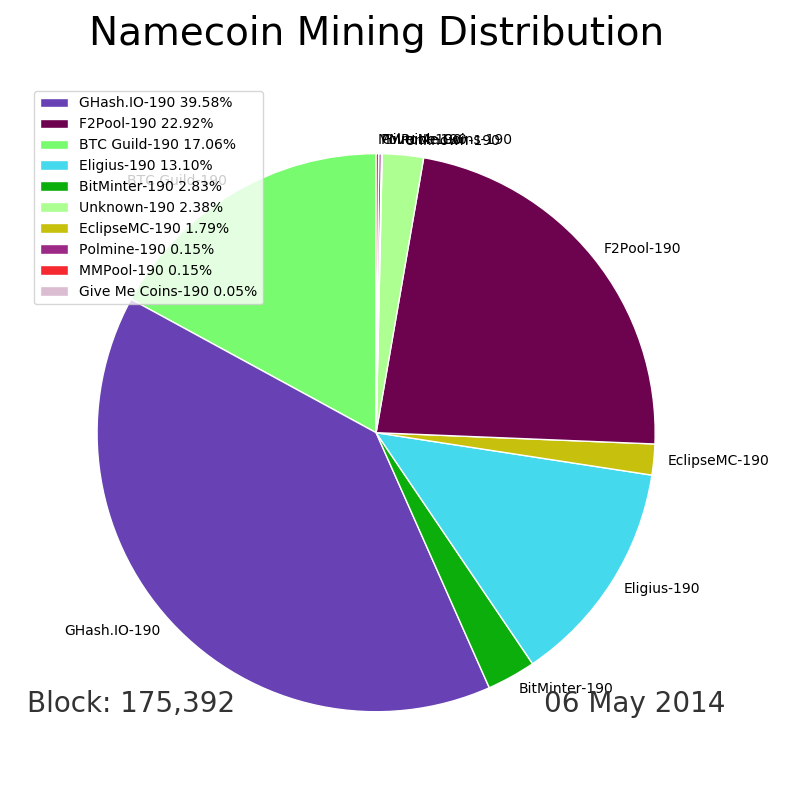 Namecoin Mining Distribution
GHash.IO-190 39.58%
F2Pool-190 22.92%
BTC Guild-190 17.06%
Eligius-190 13.10%
BitMinter-190 2.83%
Unknown-190 2.38%
EclipseMC-190 1.79%
Polmine-190 0.15%
MMPool-190 0.15%
Give Me Coins-190 0.05%
BTC Guild-190
Unknown-190
F2Pool-190
EclipseMC-190
Eligius-190
GHash.IO-190
BitMinter-190
Block: 175,392
06 May 2014